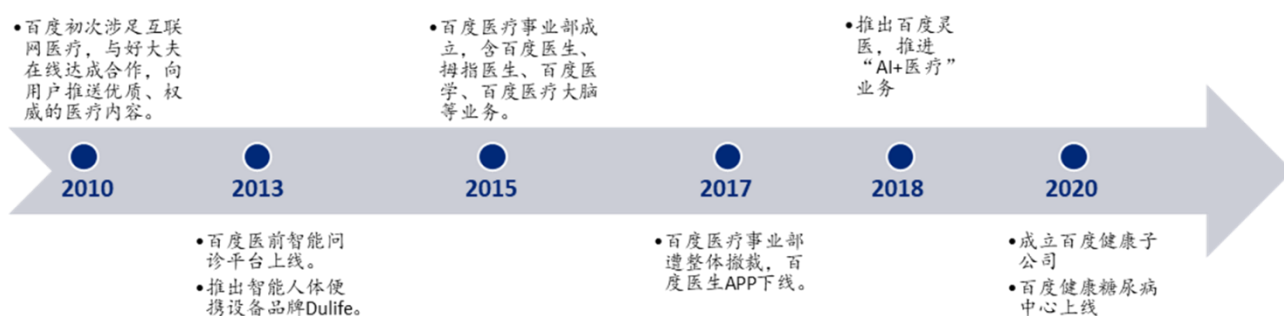 •百度初次涉足互联
网医疗，与好大夫
在线达成合作，向
用户推送优质、权
威的医疗内容。
•百度医疗事业部成
立，含百度医生、
拇指医生、百度医
学、百度医疗大脑
等业务。
•推出百度灵
医，推进
“AI+医疗”
业务
2010
2013
2015
2017
2018
2020
•百度医前智能问
诊平台上线。
•推出智能人体便
携设备品牌Dulife。
•百度医疗事业部
遭整体撤裁，百
度医生APP下线。
•成立百度健康子
公司
•百度健康糖尿病
中心上线